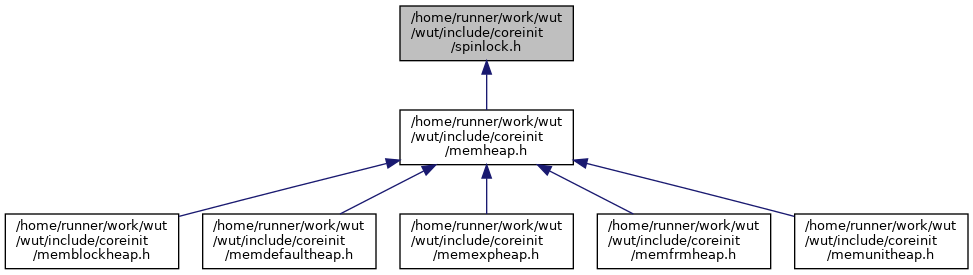 /home/runner/work/wut
/wut/include/coreinit
/spinlock.h
/home/runner/work/wut
/wut/include/coreinit
/memheap.h
/home/runner/work/wut
/wut/include/coreinit
/memblockheap.h
/home/runner/work/wut
/wut/include/coreinit
/memdefaultheap.h
/home/runner/work/wut
/wut/include/coreinit
/memexpheap.h
/home/runner/work/wut
/wut/include/coreinit
/memfrmheap.h
/home/runner/work/wut
/wut/include/coreinit
/memunitheap.h